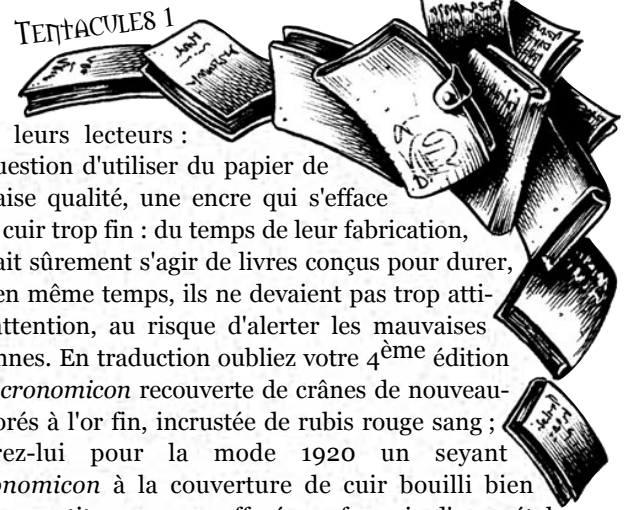 TENTACULES 1
leurs lecteurs :
uestion d'utiliser du papier de
aise qualité, une encre qui s'efface
cuir trop fin : du temps de leur fabrication,
ait sûrement s'agir de livres conçus pour durer,
en même temps, ils ne devaient pas trop atti-
attention, au risque d'alerter les mauvaises
nnes. En traduction oubliez votre 4ème édition
cronomicon recouverte de crânes de nouveau-
orés à l'or fin, incrustée de rubis rouge sang ;
rez-lui pour la mode 1920 un seyant
onomicon à la couverture de cuir bouilli bien